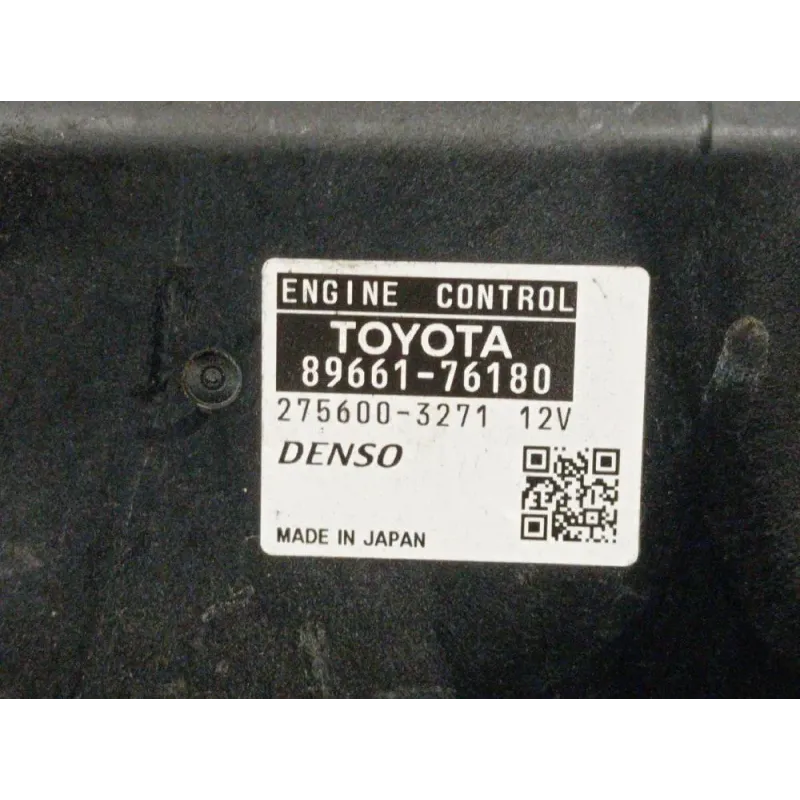 ENGINE CONTROL
TOYOTA
89661-76180
275600-3271 12V
DENSO
MADE IN JAPAN